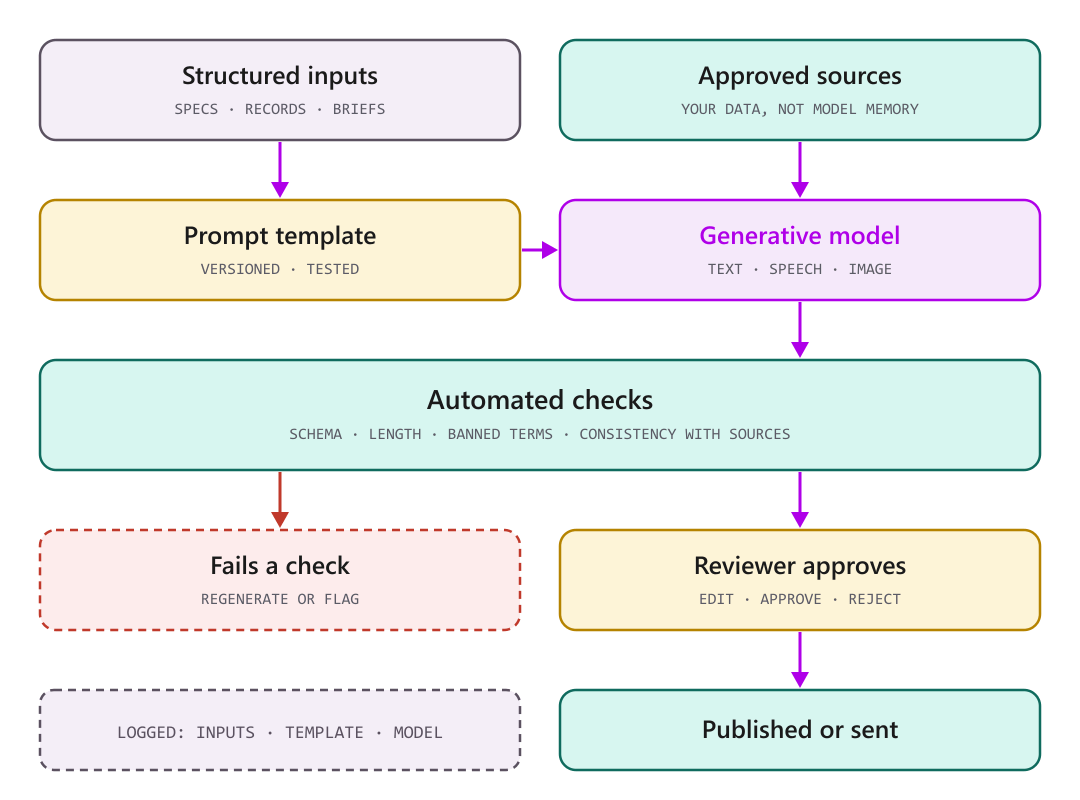 Structured inputs
SPECS · RECORDS · BRIEFS
Approved sources
YOUR DATA, NOT MODEL MEMORY
Prompt template
VERSIONED · TESTED
Generative model
TEXT · SPEECH · IMAGE
Automated checks
SCHEMA · LENGTH · BANNED TERMS · CONSISTENCY WITH SOURCES
Fails a check
REGENERATE OR FLAG
Reviewer approves
EDIT · APPROVE · REJECT
LOGGED: INPUTS · TEMPLATE · MODEL
Published or sent